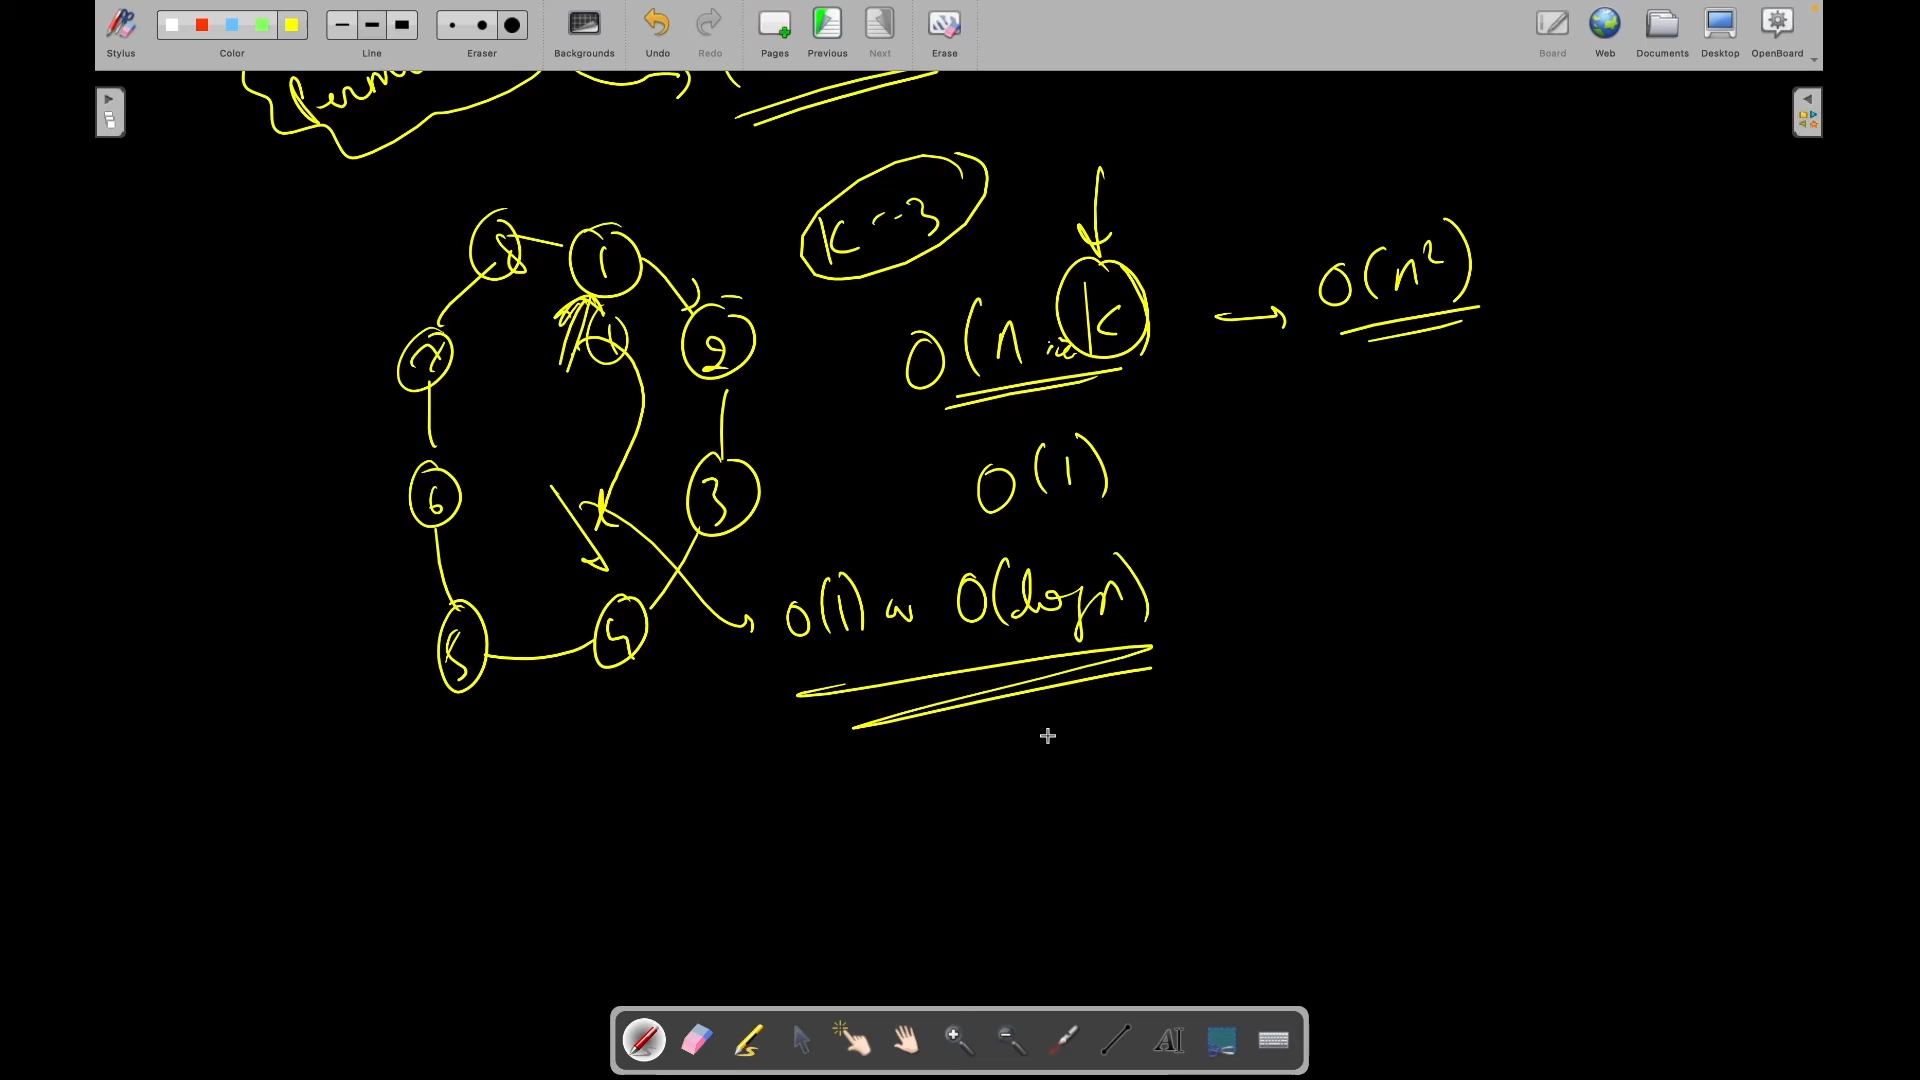 Stylus Color Line Eraser Backgrounds Undo Redo Pages Previous Next Erase Board Web Documents Desktop OpenBoard
K--3
8 1
O(n²)
O(n k)
7 1 2
O(1)
6 3
O(1) ~ O(logn)
5 4